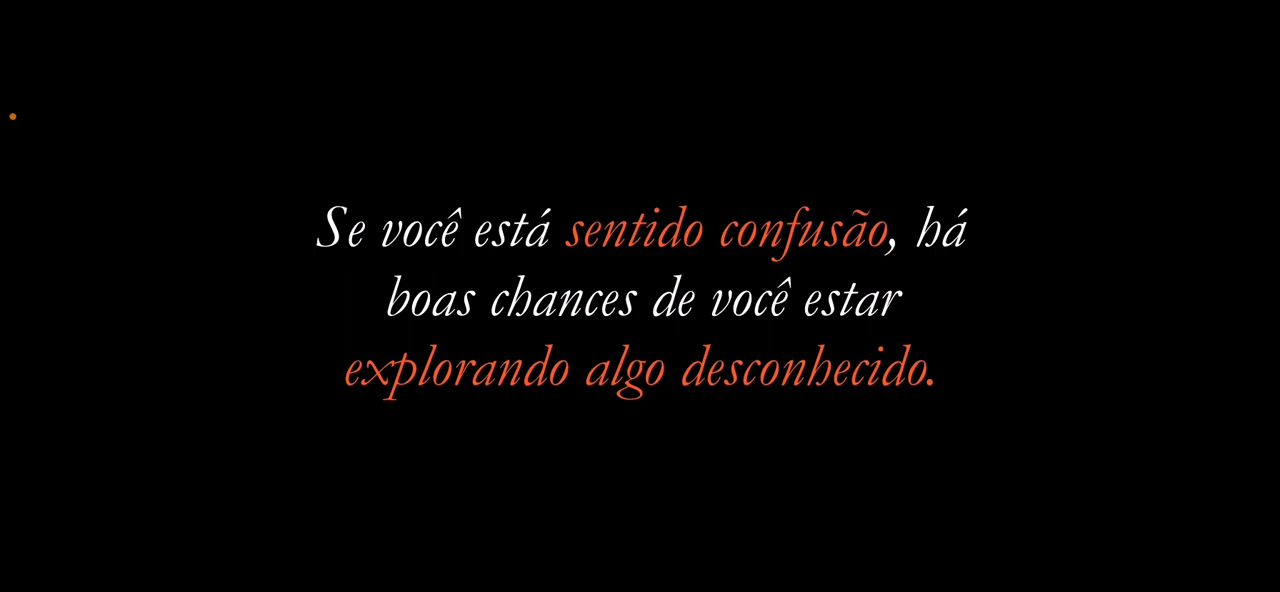 Se você está sentido confusão, há
boas chances de você estar
explorando algo desconhecido.